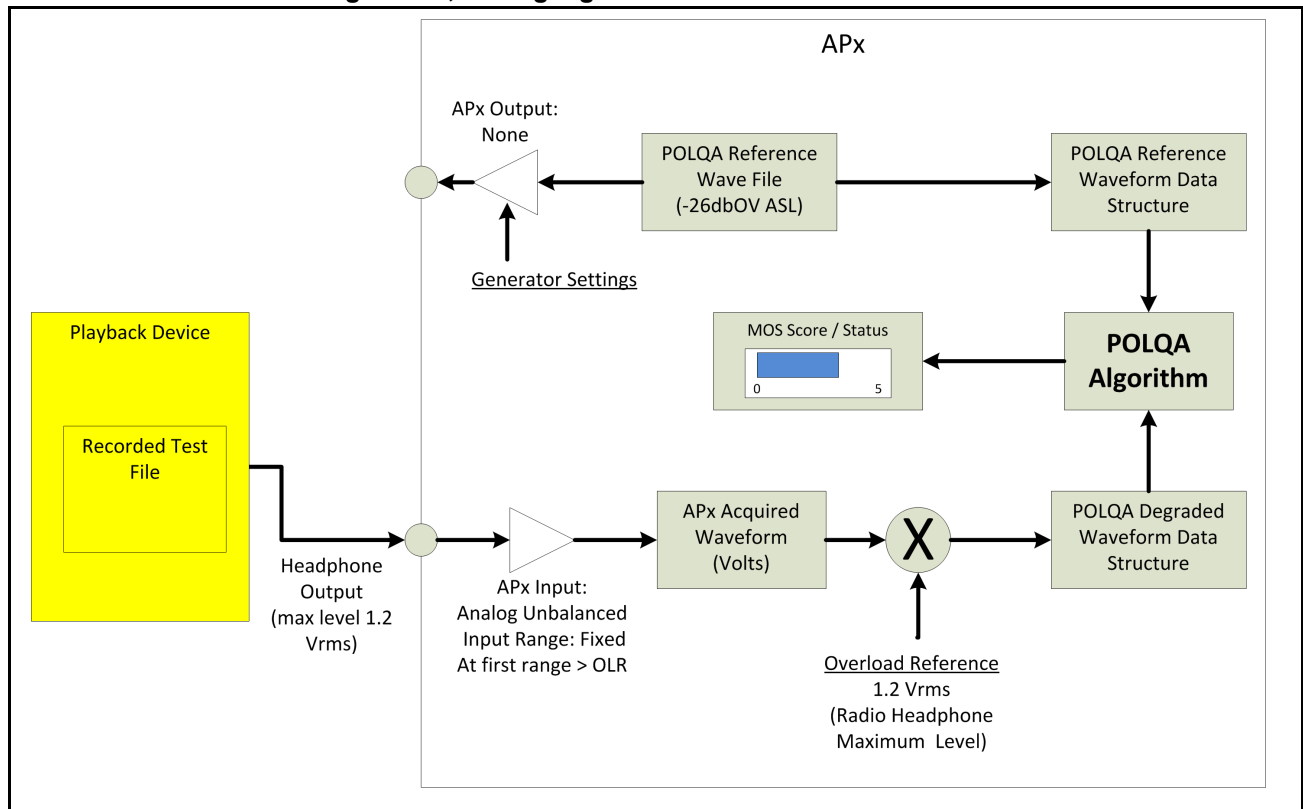 APx
APx Output:
None
POLQA Reference
Wave File
(-26dbOV ASL)
POLQA Reference
Waveform Data
Structure
Generator Settings
Playback Device
Recorded Test
File
MOS Score / Status
0 5
POLQA
Algorithm
Headphone
Output
(max level 1.2
Vrms)
APx Input:
Analog Unbalanced
Input Range: Fixed
At first range > OLR
APx Acquired
Waveform
(Volts)
X
POLQA Degraded
Waveform Data
Structure
Overload Reference
1.2 Vrms
(Radio Headphone
Maximum Level)